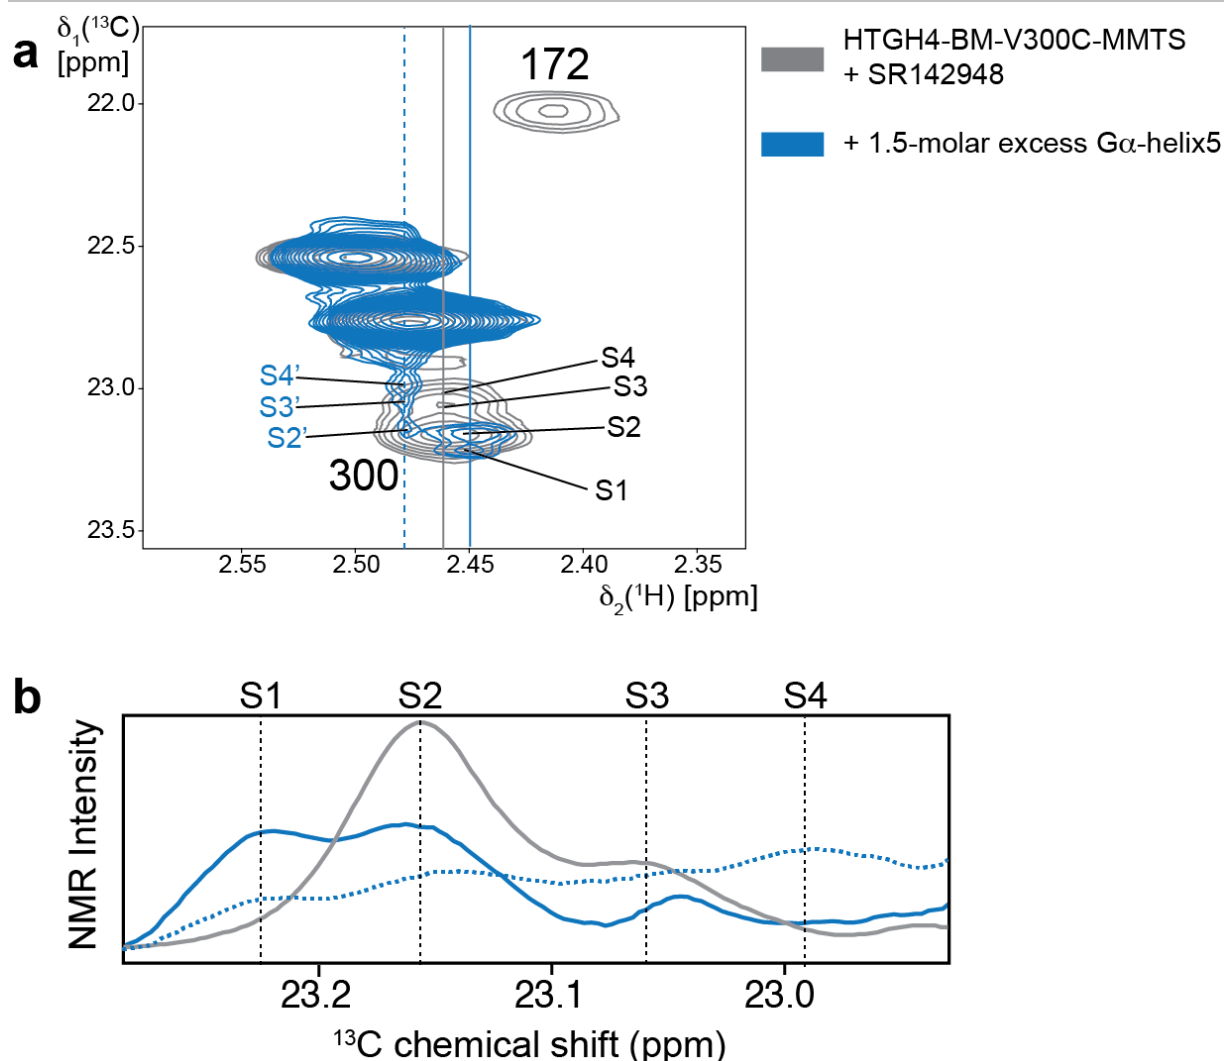 a
δ1(13C)
[ppm]
172
HTGH4-BM-V300C-MMTS
+ SR142948
+ 1.5-molar excess Gα-helix5
22.0
22.5
23.0
23.5
S4'
S3'
S2'
300
S4
S3
S2
S1
2.55
2.50
2.45
2.40
2.35
δ2(1H) [ppm]
b
S1
S2
S3
S4
NMR Intensity
23.2
23.1
23.0
13C chemical shift (ppm)